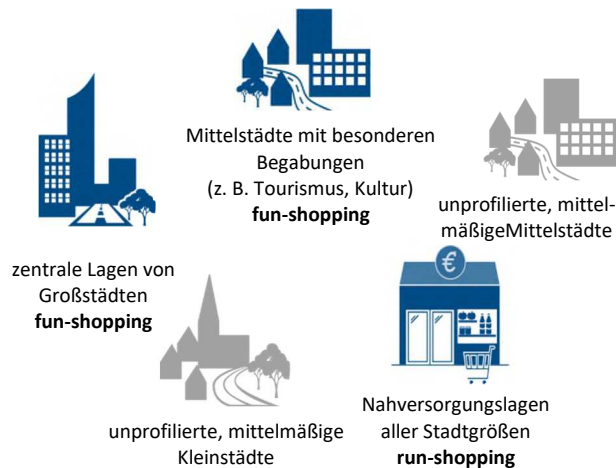 Mittelstädte mit besonderen
Begabungen
(z. B. Tourismus, Kultur)
fun-shopping
unprofilierte, mittel-
mäßigeMittelstädte
zentrale Lagen von
Großstädten
fun-shopping
€
Nahversorgungslagen
aller Stadtgrößen
run-shopping
unprofilierte, mittelmäßige
Kleinstädte